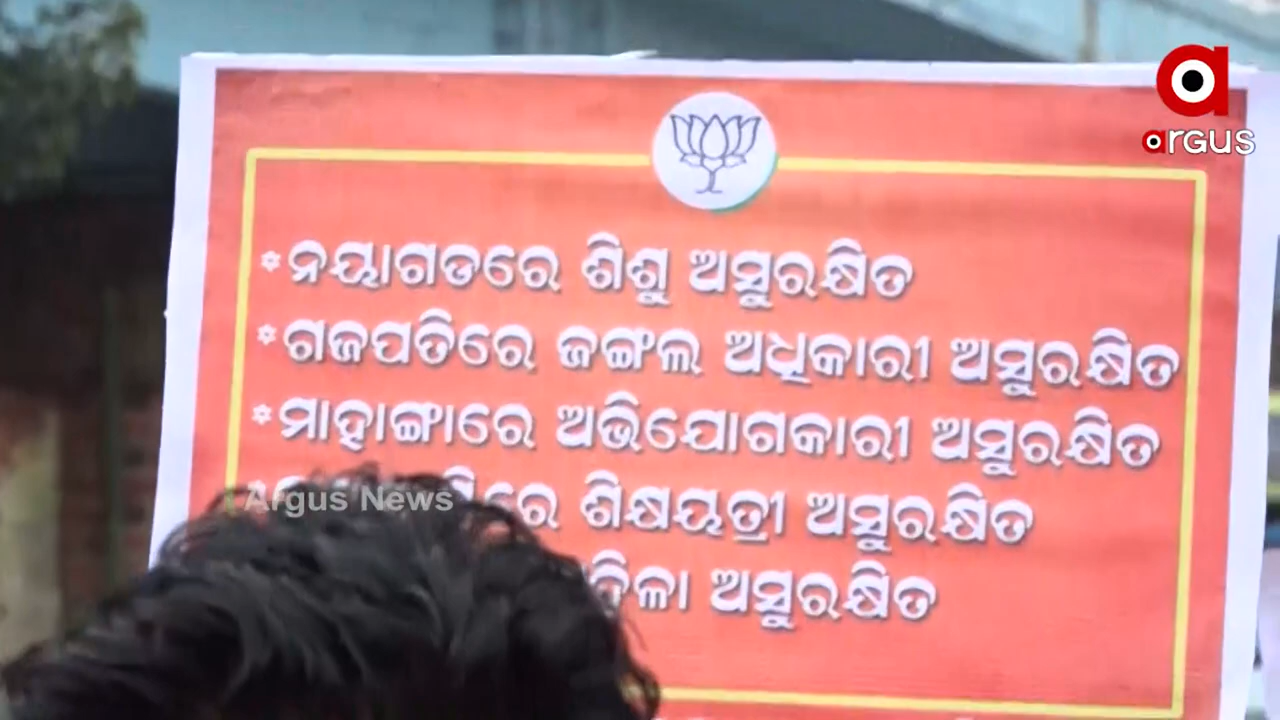 argus
*ନୟାଗଡରେ ଶିଶୁ ଅସୁରକ୍ଷିତ
*ଗଜପତିରେ ଜଙ୍ଗଲ ଅଧିକାରୀ ଅସୁରକ୍ଷିତ
*ମାହାଙ୍ଗାରେ ଅଭିଯୋଗକାରୀ ଅସୁରକ୍ଷିତ
ଶିକ୍ଷୟତ୍ରୀ ଅସୁରକ୍ଷିତ
Argus News
ଅସୁରକ୍ଷିତ